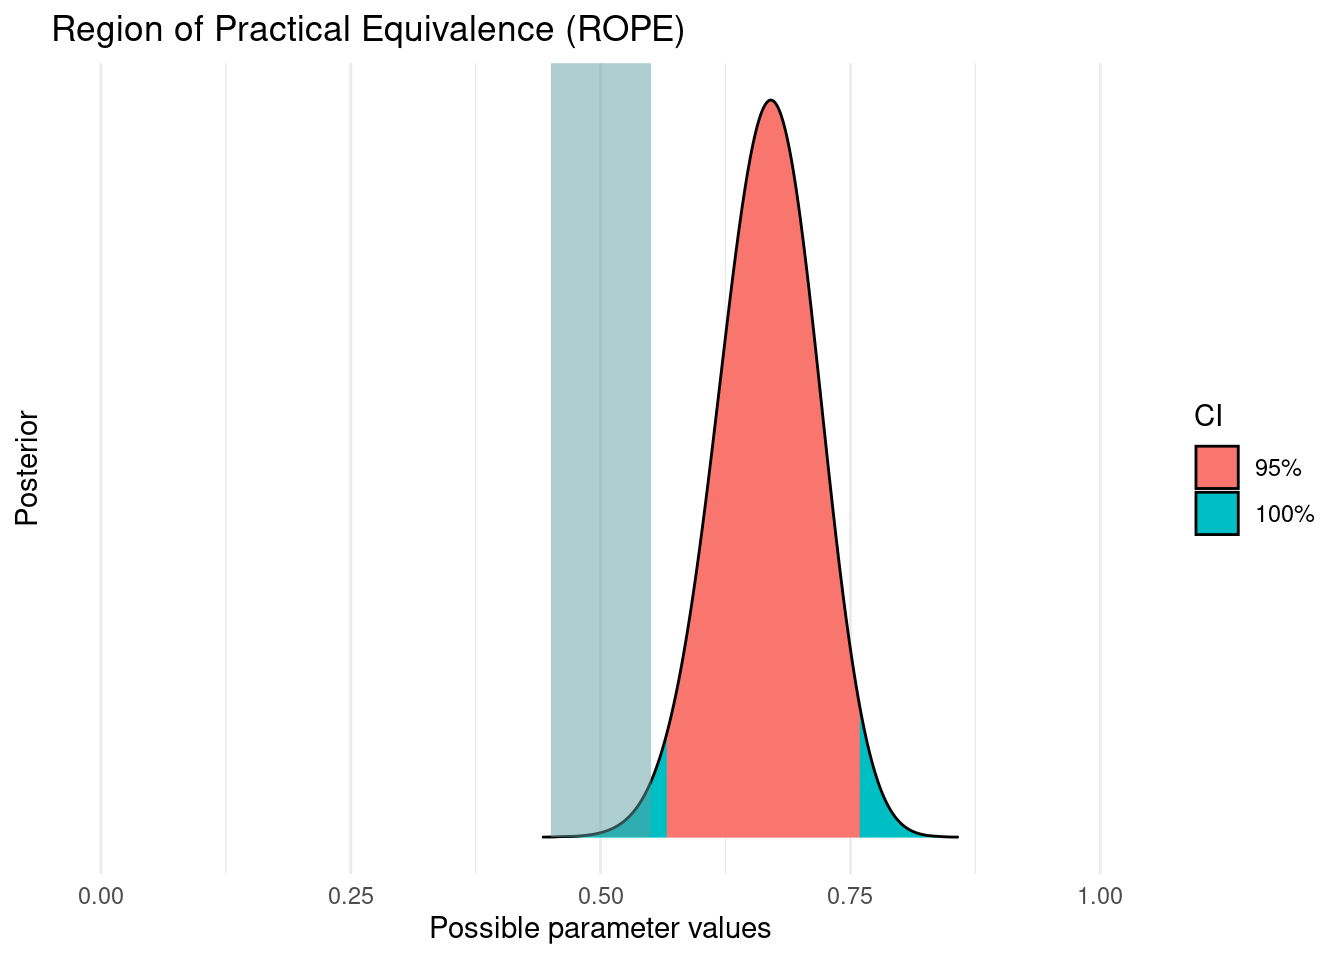 Region of Practical Equivalence (ROPE)
Posterior
CI
95%
100%
0.00 0.25 0.50 0.75 1.00
Possible parameter values